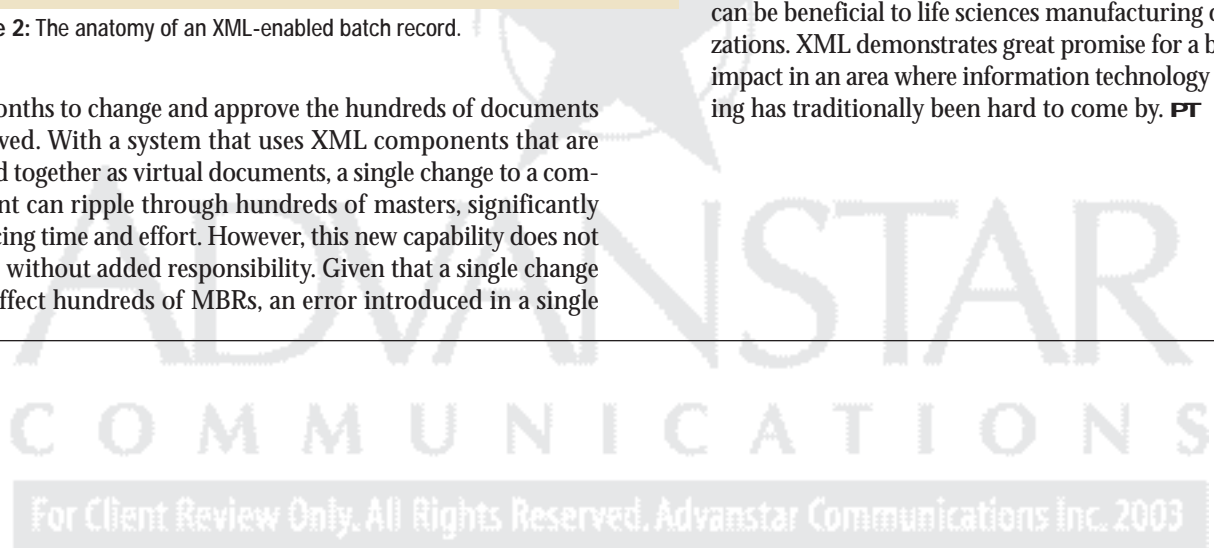 2: The anatomy of an XML-enabled batch record.
to change and approve the hundreds of documents
With a system that uses XML components that are
together as virtual documents, a single change to a com-
can ripple through hundreds of masters, significantly
time and effort. However, this new capability does not
without added responsibility. Given that a single change
hundreds of MBRs, an error introduced in a single
can be beneficial to life sciences manufacturing
zations. XML demonstrates great promise for a
impact in an area where information technology
ing has traditionally been hard to come by. PT
ADVANSTAR
COMMUNICATIONS
For Client Review Only. All Rights Reserved. Advanstar Communications Inc. 2003